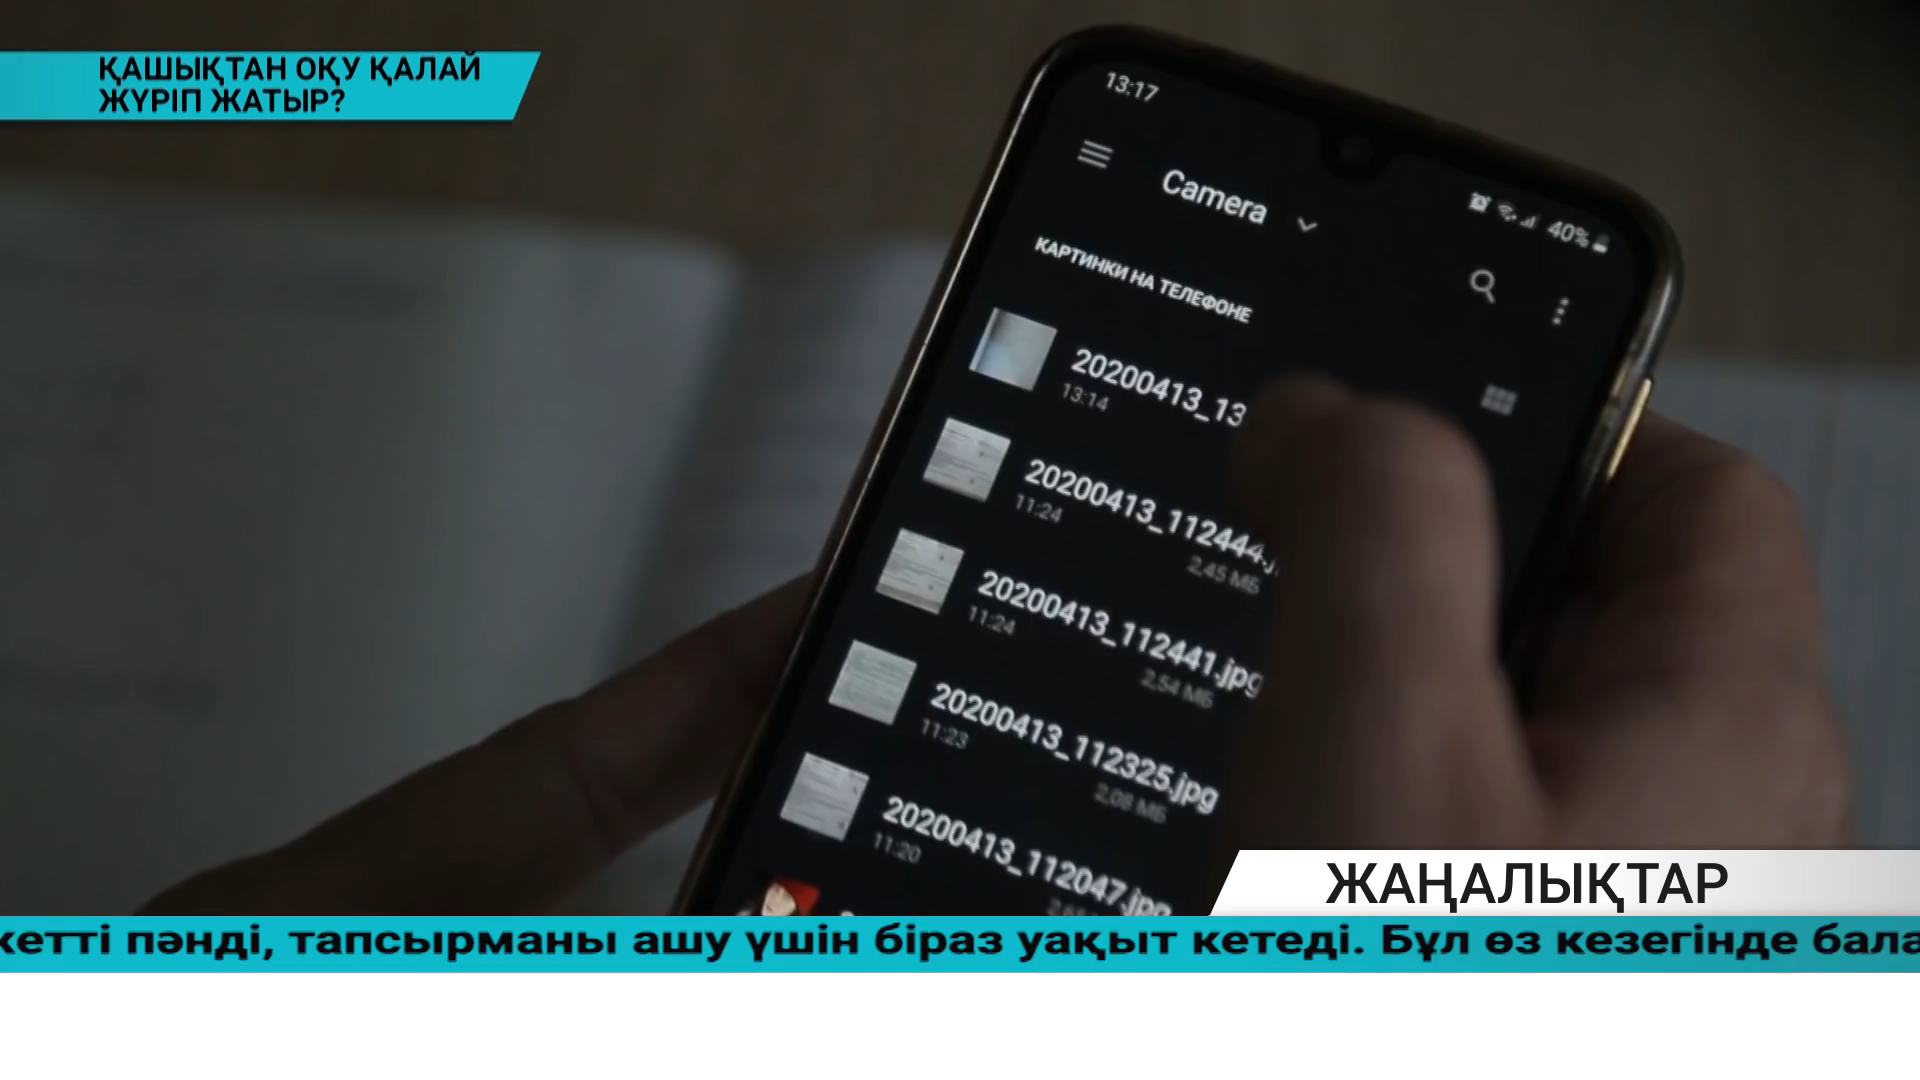 ҚАШЫҚТАН ОҚУ ҚАЛАЙ
ЖҮРІП ЖАТЫР?
13:17
40%
Camera
КАРТИНКИ НА ТЕЛЕФОНЕ
20200413_13
13:14
20200413_112444.j
11:24
2,45 МБ
20200413_112441.jpg
11:24
2,54 МБ
20200413_112325.jpg
11:23
2,08 МБ
20200413_112047.jpg
11:20
ЖАҢАЛЫҚТАР
кетті пәнді, тапсырманы ашу үшін біраз уақыт кетеді. Бұл өз кезегінде бала